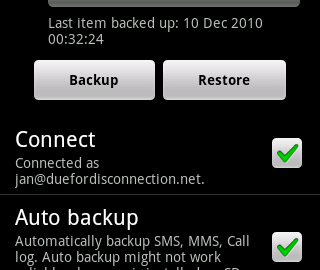 Last item backed up: 10 Dec 2010
00:32:24
Backup
Restore
Connect
Connected as
jan@duefordisconnection.net.
Auto backup
Automatically backup SMS, MMS, Call
log. Auto backup might not work